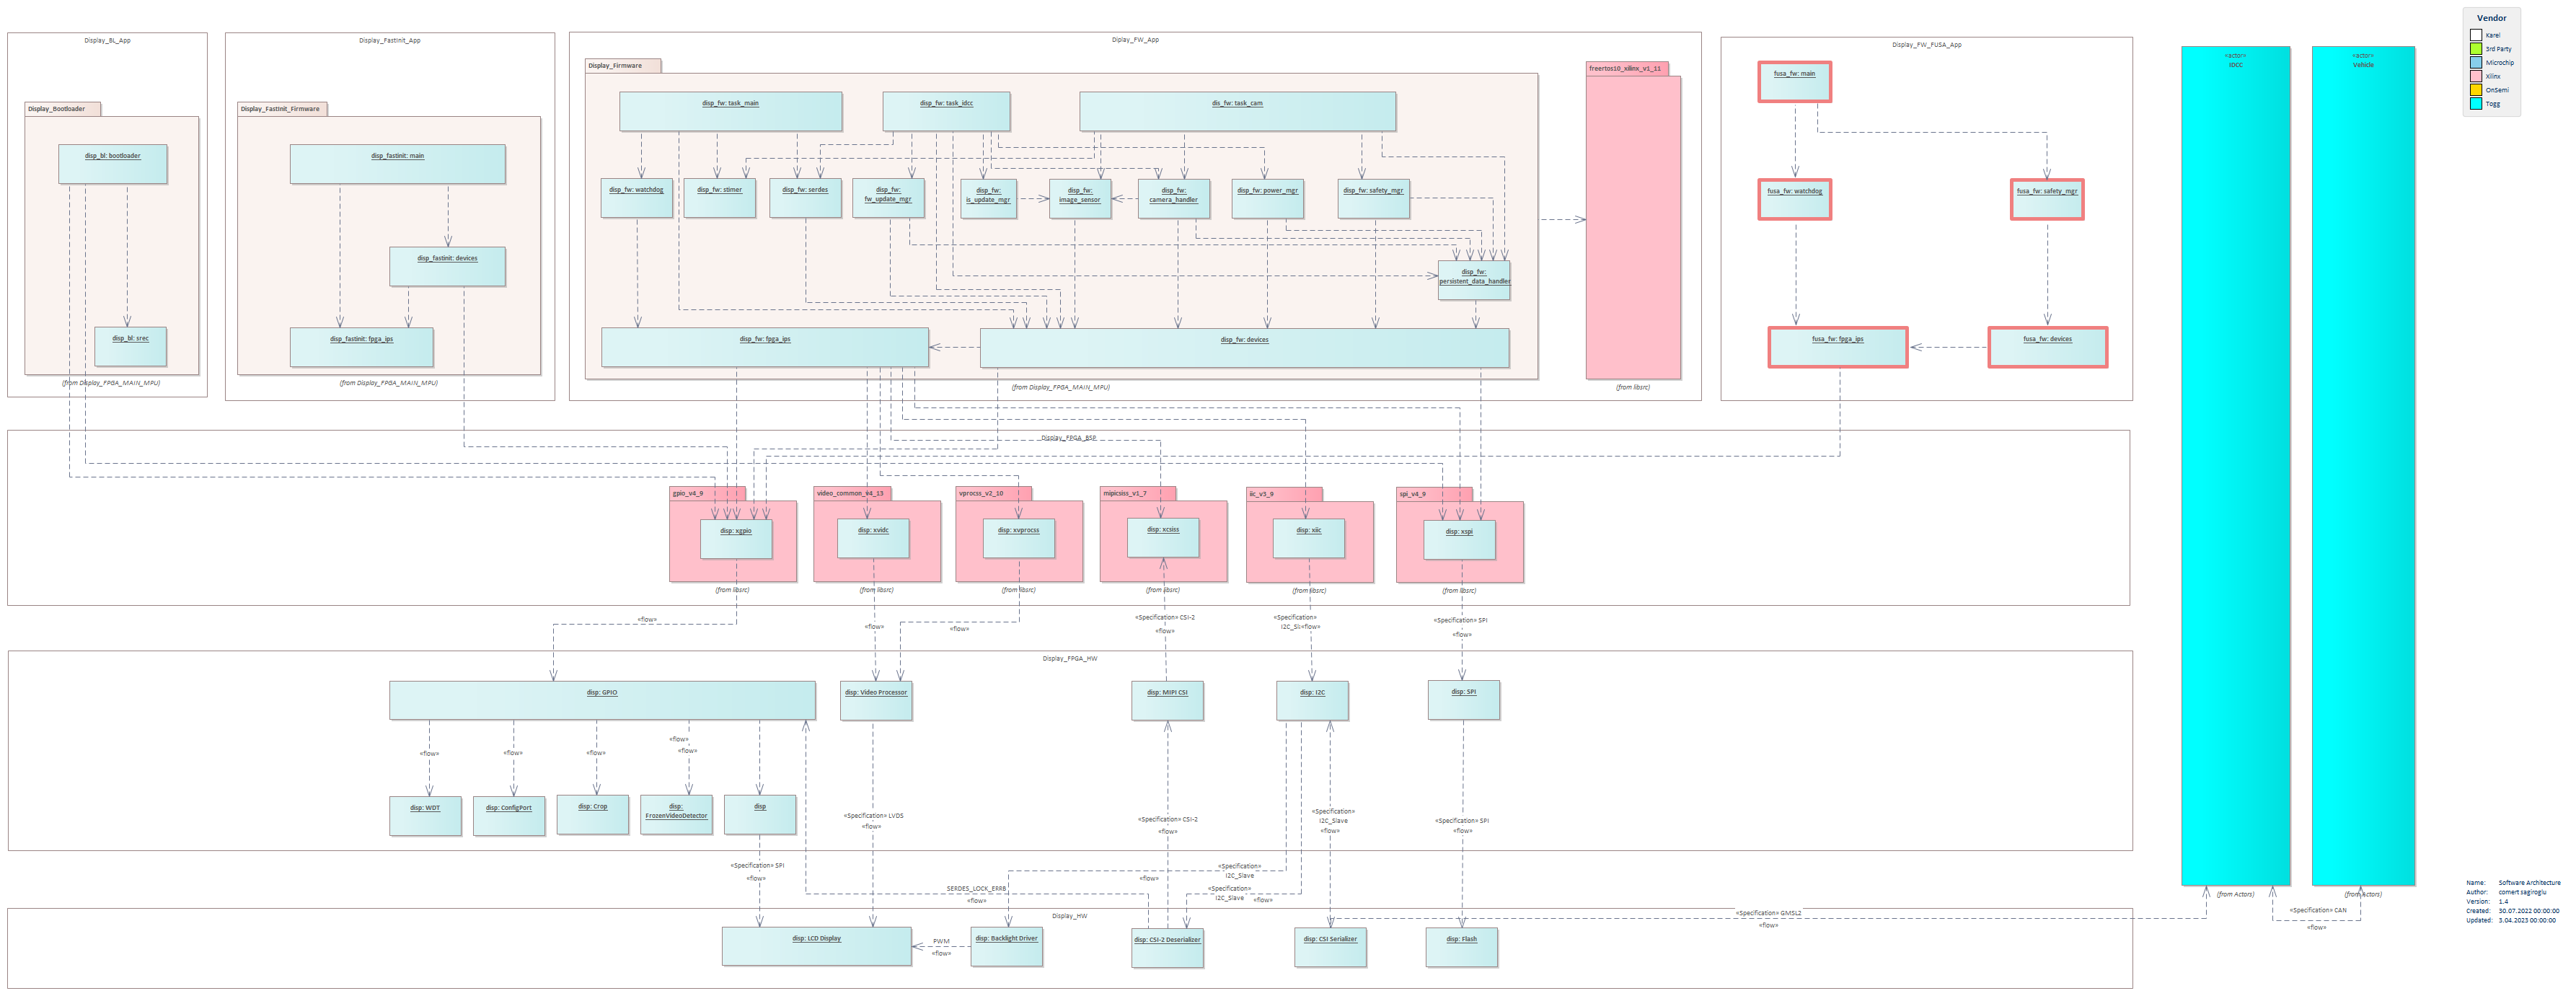 Display_BL_App
Display_FastInit_App
Diplay_FW_App
Display_FW_FUSA_App
«actor»
IDCC
«actor»
Vehicle
Vendor
Karel
3rd Party
Microchip
Xilinx
OnSemi
Togg
Display_Firmware
freertos10_xilinx_v1_11
Display_Bootloader
Display_FastInit_Firmware
disp_fw: task_main
disp_fw: task_idcc
dis_fw: task_cam
fusa_fw: main
disp_bl: bootloader
disp_fastinit: main
disp_fw: watchdog
disp_fw: stimer
disp_fw: serdes
disp_fw:
fw_update_mgr
disp_fw:
is_update_mgr
disp_fw:
image_sensor
disp_fw:
camera_handler
disp_fw: power_mgr
disp_fw: safety_mgr
fusa_fw: watchdog
fusa_fw: safety_mgr
disp_fastinit: devices
disp_fw:
persistent_data_handler
disp_bl: srec
disp_fastinit: fpga_ips
disp_fw: fpga_ips
disp_fw: devices
fusa_fw: fpga_ips
fusa_fw: devices
(from Display_FPGA_MAIN_MPU)
(from Display_FPGA_MAIN_MPU)
(from Display_FPGA_MAIN_MPU)
(from libsrc)
Display_FPGA_BSP
gpio_v4_9
video_common_v4_13
vprocss_v2_10
mipicsiss_v1_7
iic_v3_9
spi_v4_9
disp: xgpio
disp: xvidc
disp: xvprocss
disp: xcsiss
disp: xiic
disp: xspi
(from libsrc)
(from libsrc)
(from libsrc)
(from libsrc)
(from libsrc)
(from libsrc)
«flow»
«flow»
«flow»
«Specification» CSI-2
«flow»
«Specification»
I2C_Sl«flow»
«Specification» SPI
«flow»
Display_FPGA_HW
disp: GPIO
disp: Video Processor
disp: MIPI CSI
disp: I2C
disp: SPI
«flow»
«flow»
«flow»
«flow»
«flow»
disp: WDT
disp: ConfigPort
disp: Crop
disp:
FrozenVideoDetector
disp
«Specification» LVDS
«flow»
«Specification» CSI-2
«flow»
«Specification»
I2C_Slave
«flow»
«Specification» SPI
«flow»
«Specification» SPI
«flow»
«Specification»
I2C_Slave
«flow»
SERDES_LOCK_ERRB
«flow»
«Specification»
I2C_Slave
«flow»
Display_HW
disp: LCD Display
PWM
«flow»
disp: Backlight Driver
disp: CSI-2 Deserializer
disp: CSI Serializer
disp: Flash
«Specification» GMSL2
«flow»
(from Actors)
(from Actors)
«Specification» CAN
«flow»
Name: Software Architecture
Author: comert sagiroglu
Version: 1.4
Created: 30.07.2022 00:00:00
Updated: 3.04.2023 00:00:00